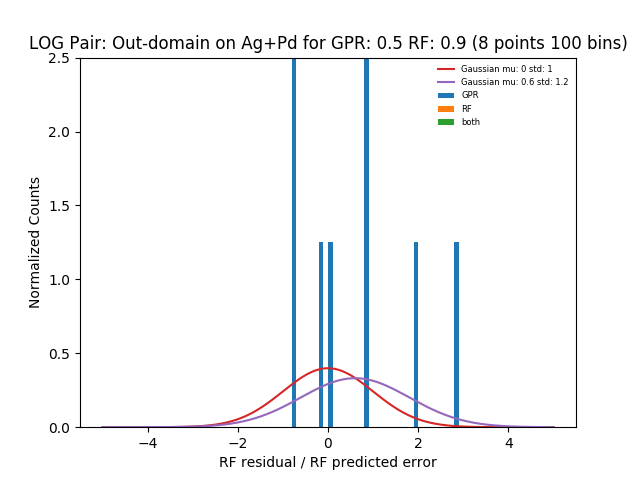 LOG Pair: Out-domain on Ag+Pd for GPR: 0.5 RF: 0.9 (8 points 100 bins)
2.5
2.0
1.5
1.0
0.5
0.0
Normalized Counts
Gaussian mu: 0 std: 1
Gaussian mu: 0.6 std: 1.2
GPR
RF
both
−4
−2
0
2
4
RF residual / RF predicted error